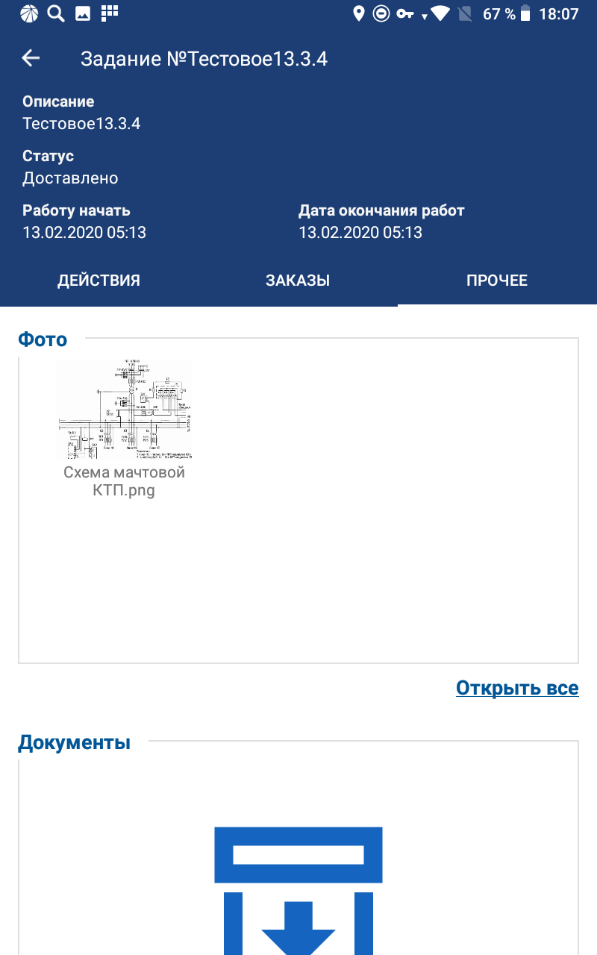 67 % 18:07
Задание №Тестовое13.3.4
Описание
Тестовое13.3.4
Статус
Доставлено
Работу начать
Дата окончания работ
13.02.2020 05:13
13.02.2020 05:13
ДЕЙСТВИЯ
ЗАКАЗЫ
ПРОЧЕЕ
Фото
Схема мачтовой
КТП.png
Открыть все
Документы